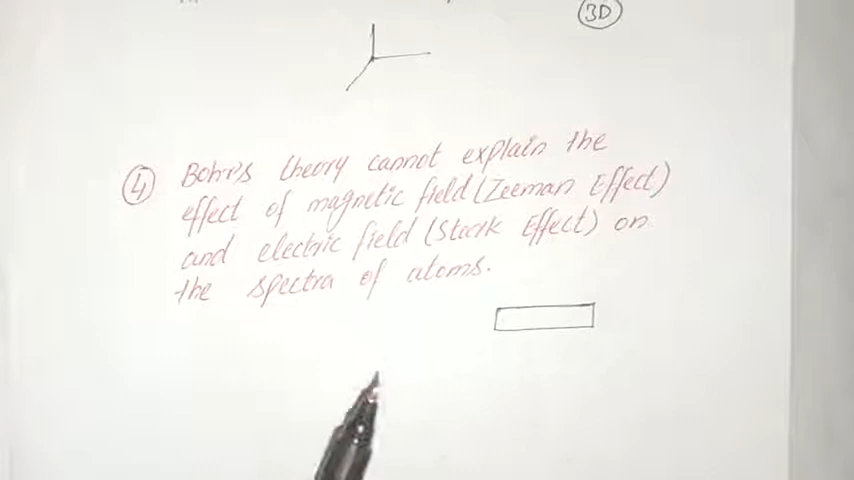 3D
4 Bohr's theory cannot explain the
effect of magnetic field (Zeeman Effect)
and electric field (Stark Effect) on
the spectra of atoms.